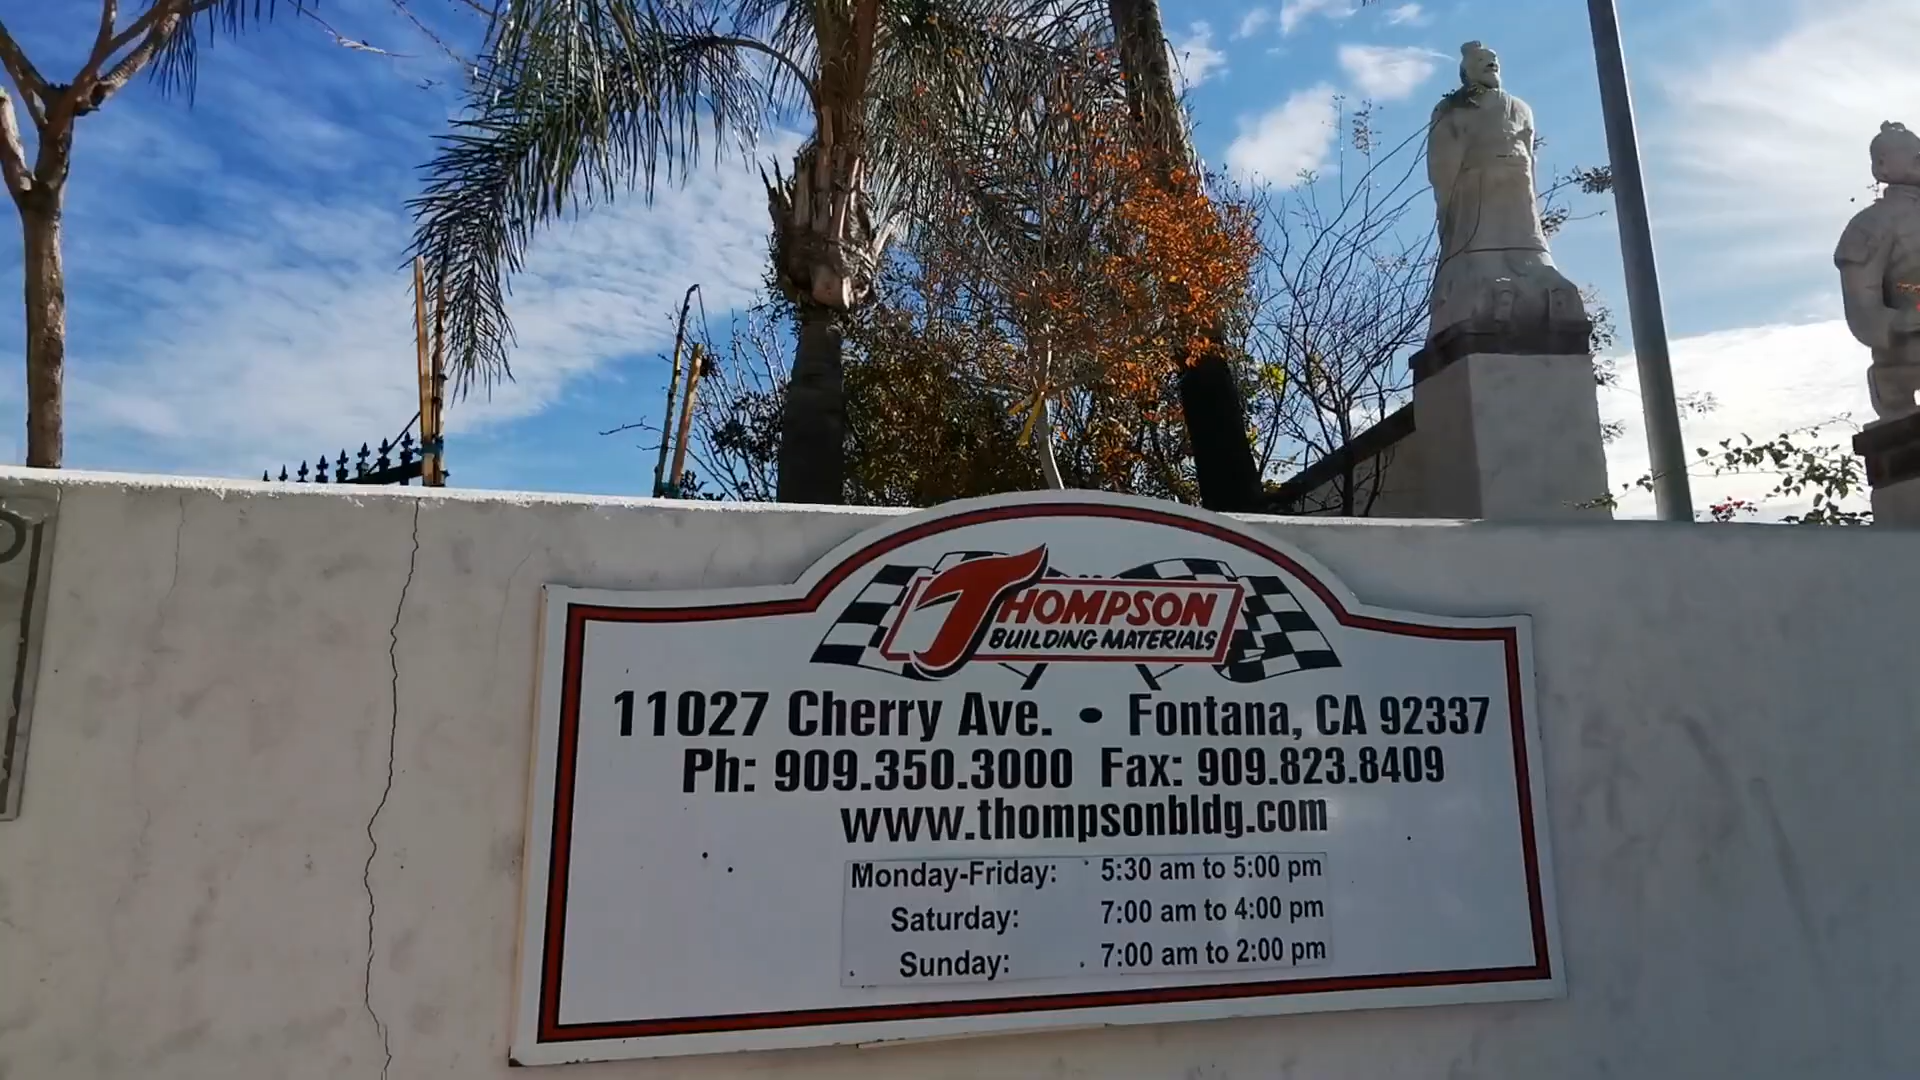 THOMPSON
BUILDING MATERIALS
11027 Cherry Ave. • Fontana, CA 92337
Ph: 909.350.3000 Fax: 909.823.8409
www.thompsonbldg.com
Monday-Friday: 5:30 am to 5:00 pm
Saturday: 7:00 am to 4:00 pm
Sunday: 7:00 am to 2:00 pm